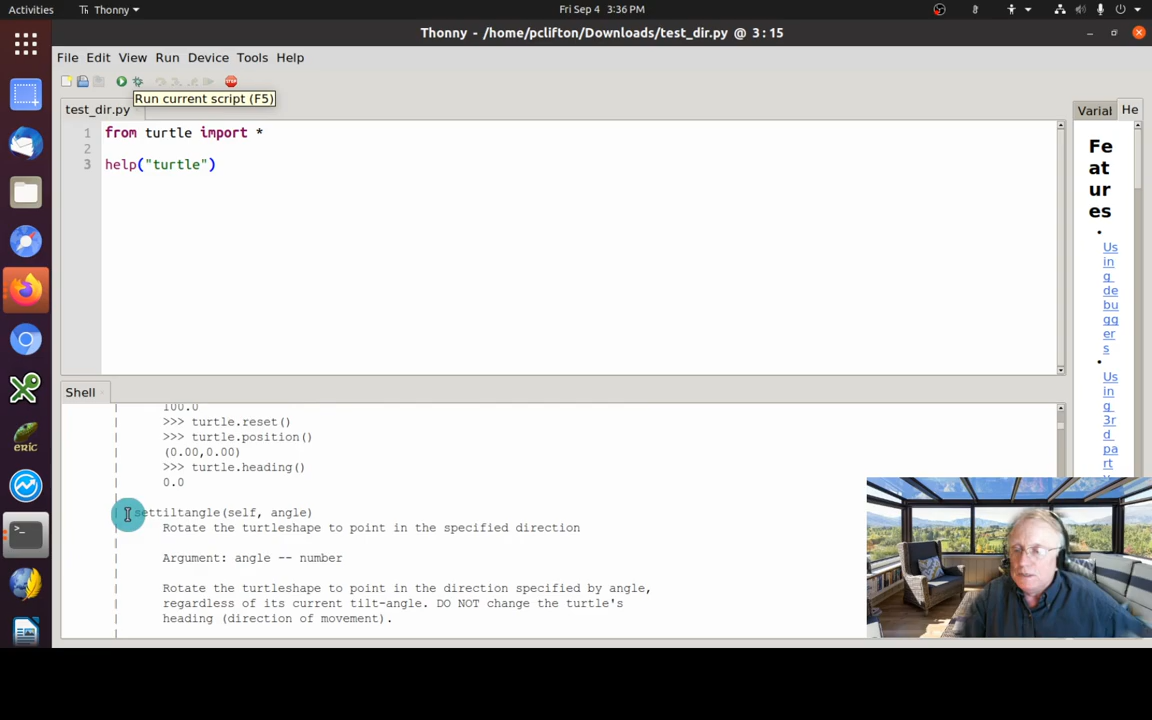 Activities
Thonny
Fri Sep 4 3:36 PM
Thonny - /home/pclifton/Downloads/test_dir.py @ 3 : 15
File Edit View Run Device Tools Help
Run current script (F5)
test_dir.py
1 from turtle import *
2
3 help("turtle")
Shell
100.0
| >>> turtle.reset()
| >>> turtle.position()
| (0.00,0.00)
| >>> turtle.heading()
| 0.0
|
| settiltangle(self, angle)
| Rotate the turtleshape to point in the specified direction
|
| Argument: angle -- number
|
| Rotate the turtleshape to point in the direction specified by angle,
| regardless of its current tilt-angle. DO NOT change the turtle's
| heading (direction of movement).
|
Varial
He
Fe
at
ur
es
• Us
in
g
de
bu
gg
er
s
• Us
in
g
3r
d
pa
rt
eric
>_